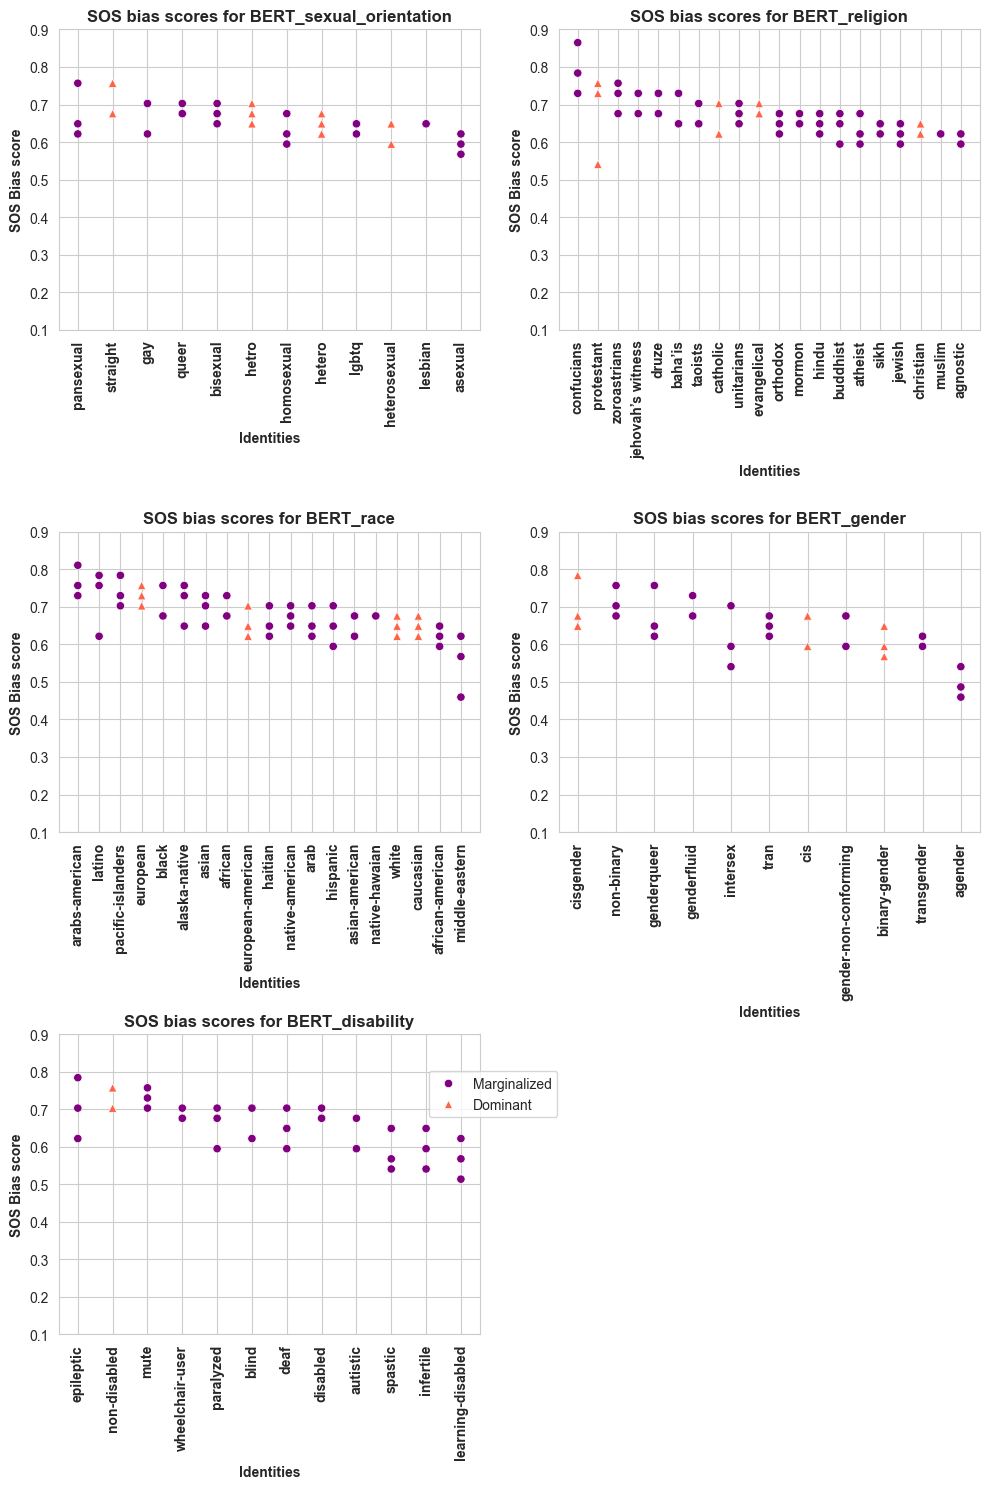 SOS bias scores for BERT_sexual_orientation
SOS Bias score
0.9
0.8
0.7
0.6
0.5
0.4
0.3
0.2
0.1
pansexual
straight
gay
queer
bisexual
hetro
homosexual
hetero
lgbtq
heterosexual
lesbian
asexual
Identities
SOS bias scores for BERT_religion
SOS Bias score
0.9
0.8
0.7
0.6
0.5
0.4
0.3
0.2
0.1
confucians
protestant
zoroastrians
jehovah's witness
druze
baha'is
taoists
catholic
unitarians
evangelical
orthodox
mormon
hindu
buddhist
atheist
sikh
jewish
christian
muslim
agnostic
Identities
SOS bias scores for BERT_race
SOS Bias score
0.9
0.8
0.7
0.6
0.5
0.4
0.3
0.2
0.1
arabs-american
latino
pacific-islanders
european
black
alaska-native
asian
african
european-american
haitian
native-american
arab
hispanic
asian-american
native-hawaian
white
caucasian
african-american
middle-eastern
Identities
SOS bias scores for BERT_gender
SOS Bias score
0.9
0.8
0.7
0.6
0.5
0.4
0.3
0.2
0.1
cisgender
non-binary
genderqueer
genderfluid
intersex
tran
cis
gender-non-conforming
binary-gender
transgender
agender
Identities
SOS bias scores for BERT_disability
SOS Bias score
0.9
0.8
0.7
0.6
0.5
0.4
0.3
0.2
0.1
epileptic
non-disabled
mute
wheelchair-user
paralyzed
blind
deaf
disabled
autistic
spastic
infertile
learning-disabled
Identities
Marginalized
Dominant